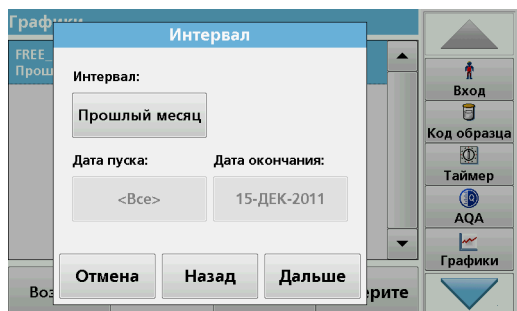 Графики
Интервал
FREE_
Прош
Интервал:
Прошлый месяц
Дата пуска: Дата окончания:
<Все> 15-ДЕК-2011
Отмена Назад Дальше
Воз ерите
Вход
Код образца
Таймер
AQA
Графики